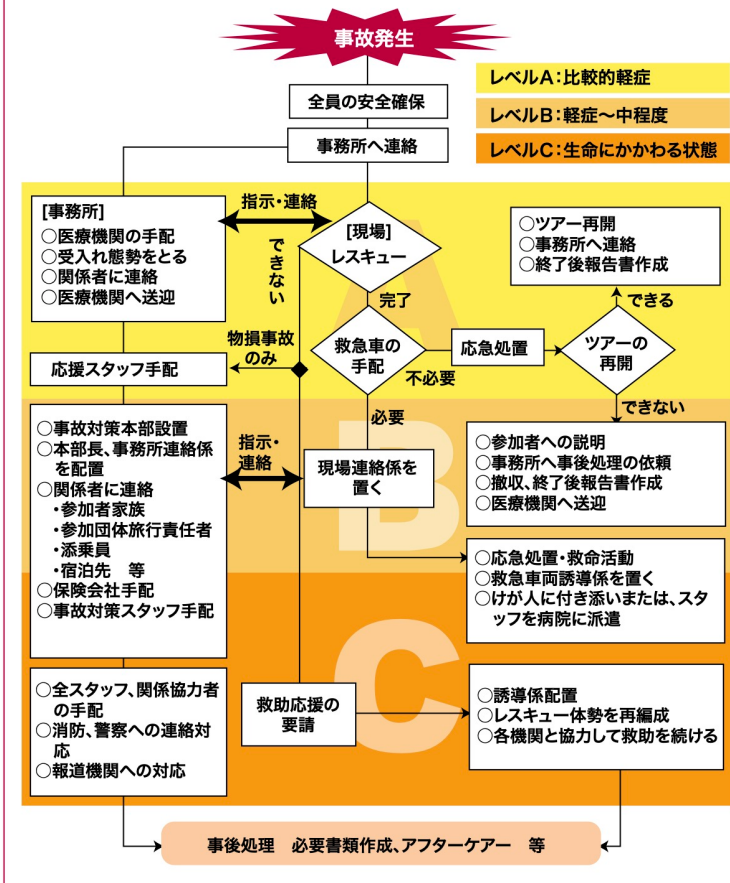 事故発生
レベルA:比較的軽症
全員の安全確保
レベルB:軽症〜中程度
事務所へ連絡
レベルC:生命にかかわる状態
[事務所]
○医療機関の手配
○受入れ態勢をとる
○関係者に連絡
○医療機関へ送迎
指示・連絡
[現場]
レスキュー
できない
完了
A
○ツアー再開
○事務所へ連絡
○終了後報告書作成
できる
物損事故
のみ
救急車の
手配
不必要
応急処置
ツアーの
再開
応援スタッフ手配
できない
必要
○事故対策本部設置
○本部長、事務所連絡係
を配置
○関係者に連絡
・参加者家族
・参加団体旅行責任者
・添乗員
・宿泊先 等
○保険会社手配
○事故対策スタッフ手配
指示・
連絡
現場連絡係を
置く
B
○参加者への説明
○事務所へ事後処理の依頼
○撤収、終了後報告書作成
○医療機関へ送迎
○応急処置・救命活動
○救急車両誘導係を置く
○けが人に付き添いまたは、スタ
ッフを病院に派遣
C
○全スタッフ、関係協力者
の手配
○消防、警察への連絡対
応
○報道機関への対応
救助応援の
要請
○誘導係配置
○レスキュー体勢を再編成
○各機関と協力して救助を続ける
事後処理 必要書類作成、アフターケアー 等